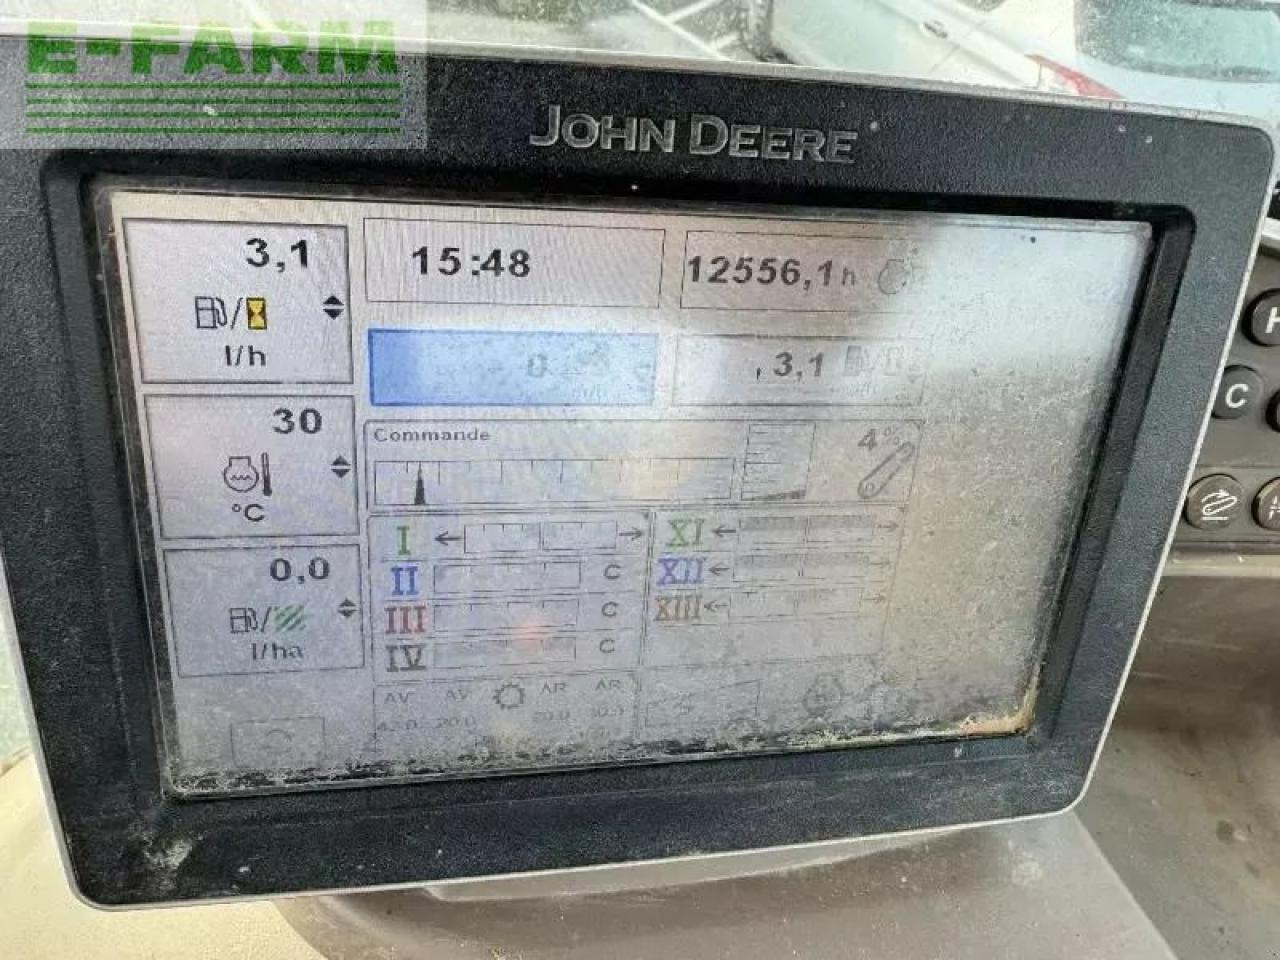 E-FARM
JOHN DEERE
3,1
l/h
15:48
12556,1 h
0
3,1
30
°C
Commande
4%
0,0
l/ha
I
II C
III C
IV C
XI
XII
XIII
AV AV AR AR
H
C